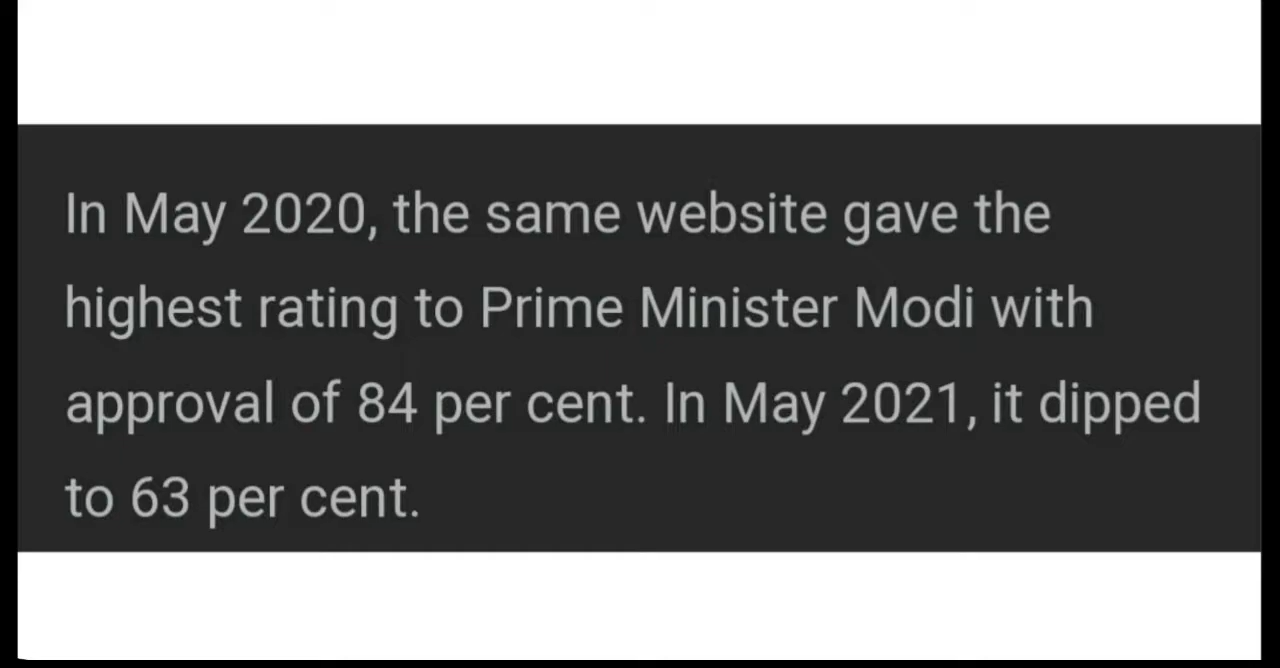 In May 2020, the same website gave the
highest rating to Prime Minister Modi with
approval of 84 per cent. In May 2021, it dipped
to 63 per cent.